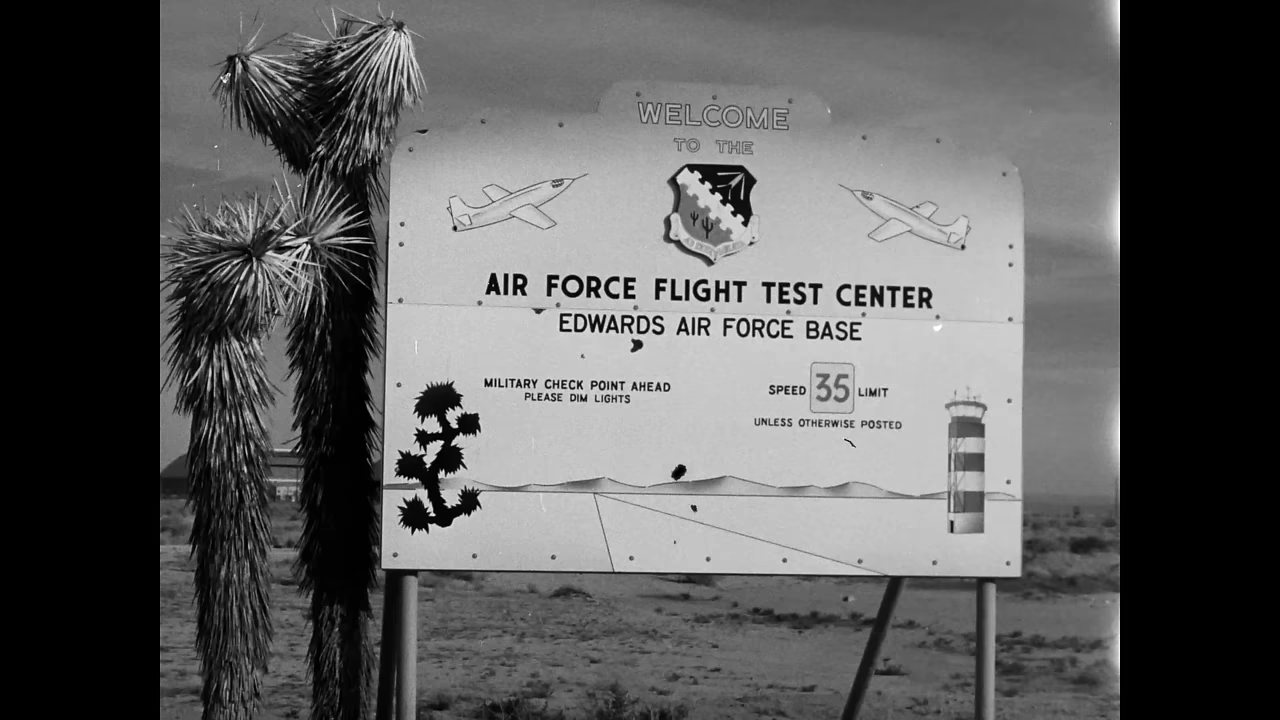 WELCOME
TO THE
AIR FORCE FLIGHT TEST CENTER
EDWARDS AIR FORCE BASE
MILITARY CHECK POINT AHEAD
PLEASE DIM LIGHTS
SPEED 35 LIMIT
UNLESS OTHERWISE POSTED